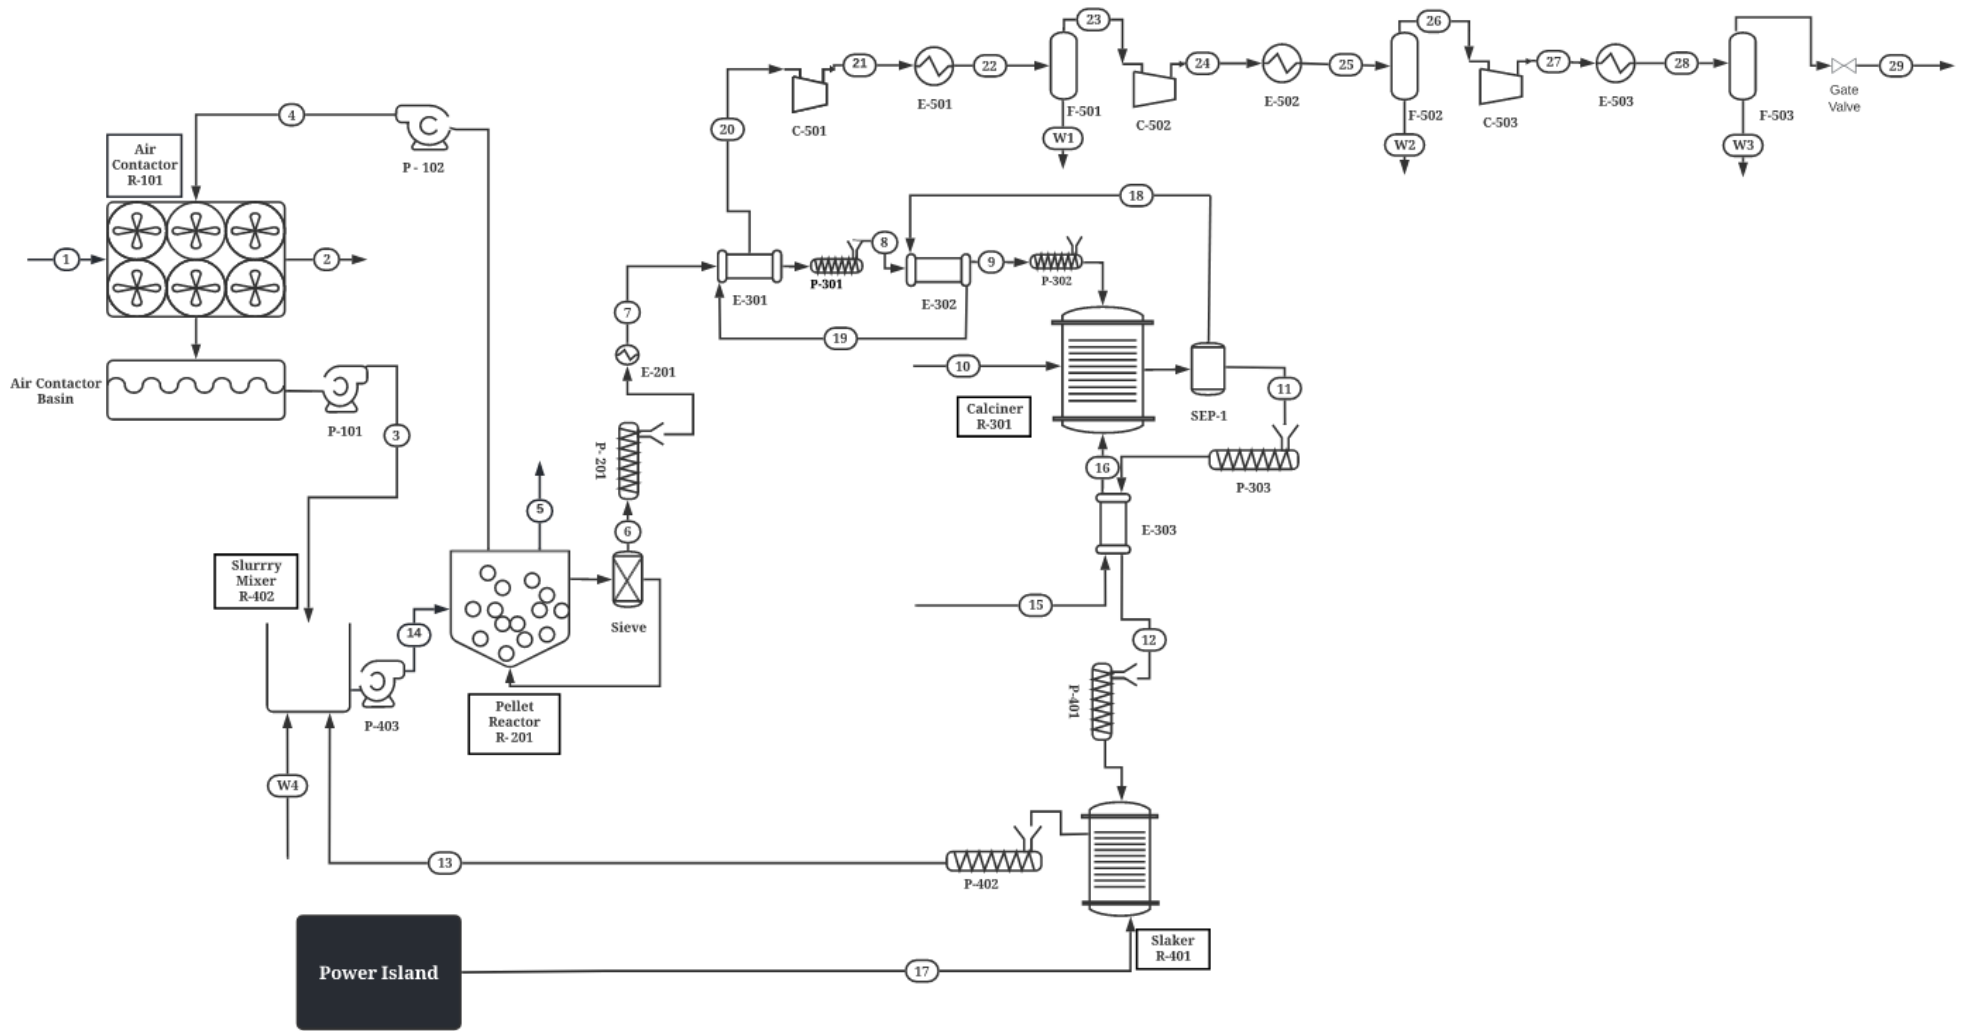 23
26
21
22
24
25
27
28
29
E-501
E-502
E-503
Gate
Valve
C-501
F-501
C-502
F-502
C-503
F-503
20
W1
W2
W3
4
P - 102
Air
Contactor
R-101
1
2
18
8
9
P-301
P-302
E-301
E-302
7
19
E-201
10
Air Contactor
Basin
P-101
3
11
SEP-1
Calciner
R-301
P- 201
16
P-303
5
6
E-303
Slurrry
Mixer
R-402
14
Sieve
15
12
P-403
P-401
Pellet
Reactor
R- 201
W4
13
P-402
Slaker
R-401
Power Island
17